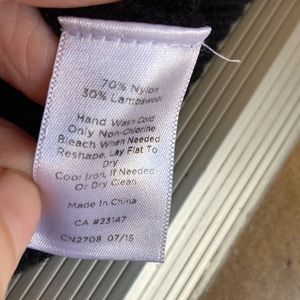 70% Nylon
30% Lambswool
Hand Wash Cold
Only Non-Chlorine
Bleach When Needed
Reshape, Lay Flat To
Dry
Cool Iron, If Needed
Or Dry Clean
Made In China
CA #23147
CN2708 07/15